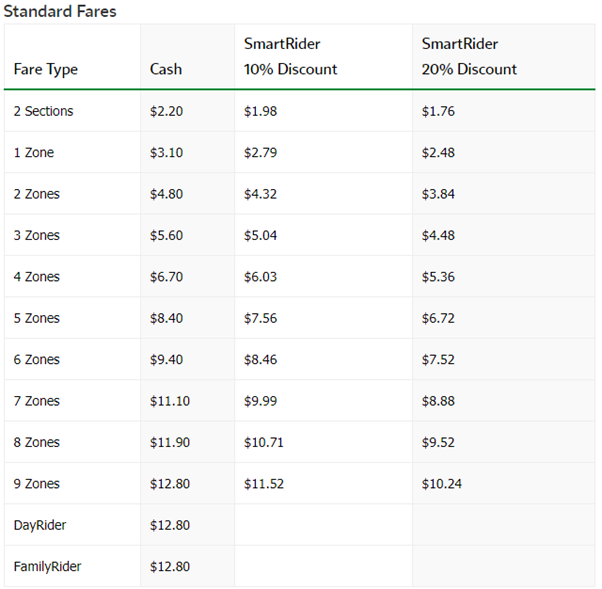 Standard Fares
Fare Type Cash SmartRider 10% Discount SmartRider 20% Discount
2 Sections $2.20 $1.98 $1.76
1 Zone $3.10 $2.79 $2.48
2 Zones $4.80 $4.32 $3.84
3 Zones $5.60 $5.04 $4.48
4 Zones $6.70 $6.03 $5.36
5 Zones $8.40 $7.56 $6.72
6 Zones $9.40 $8.46 $7.52
7 Zones $11.10 $9.99 $8.88
8 Zones $11.90 $10.71 $9.52
9 Zones $12.80 $11.52 $10.24
DayRider $12.80
FamilyRider $12.80